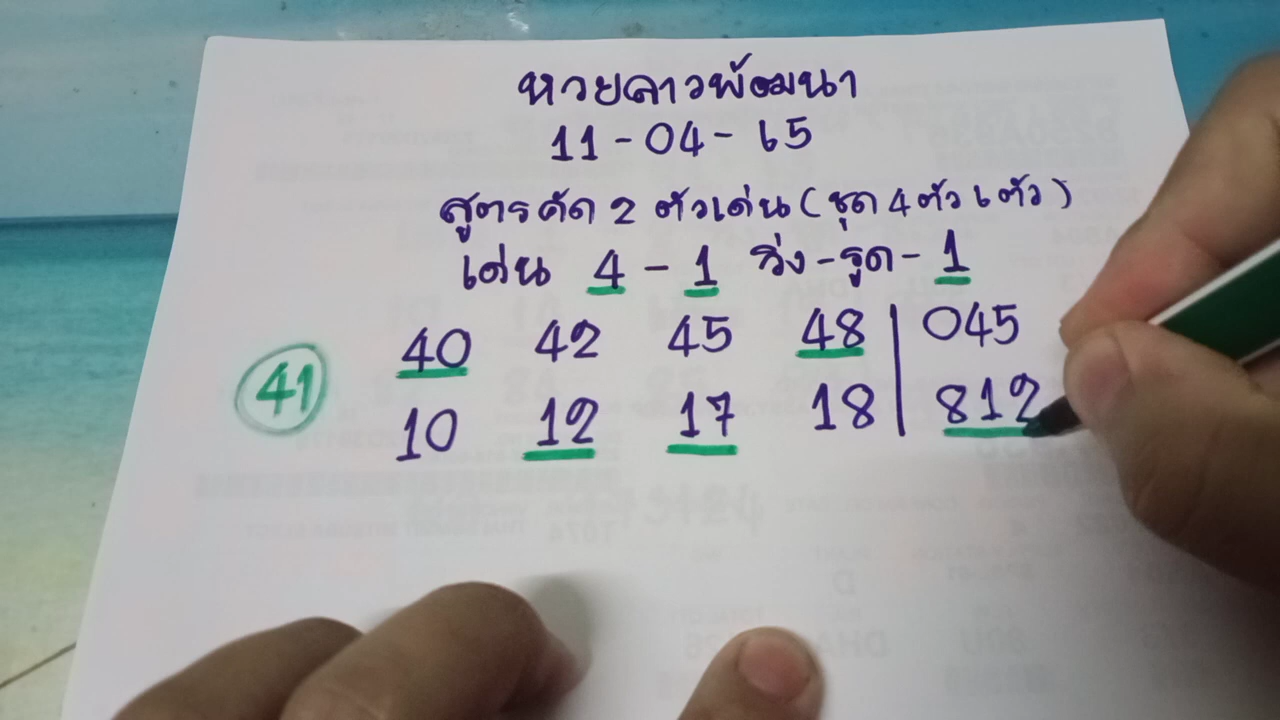 หวยลาวพัฒนา
11-04-65
สูตรคัด 2 ตัวเด่น (ชุด 4 ตัว 6 ตัว)
เด่น 4 - 1 วิ่ง-รูด-1
41
40 42 45 48 | 045
10 12 17 18 | 812